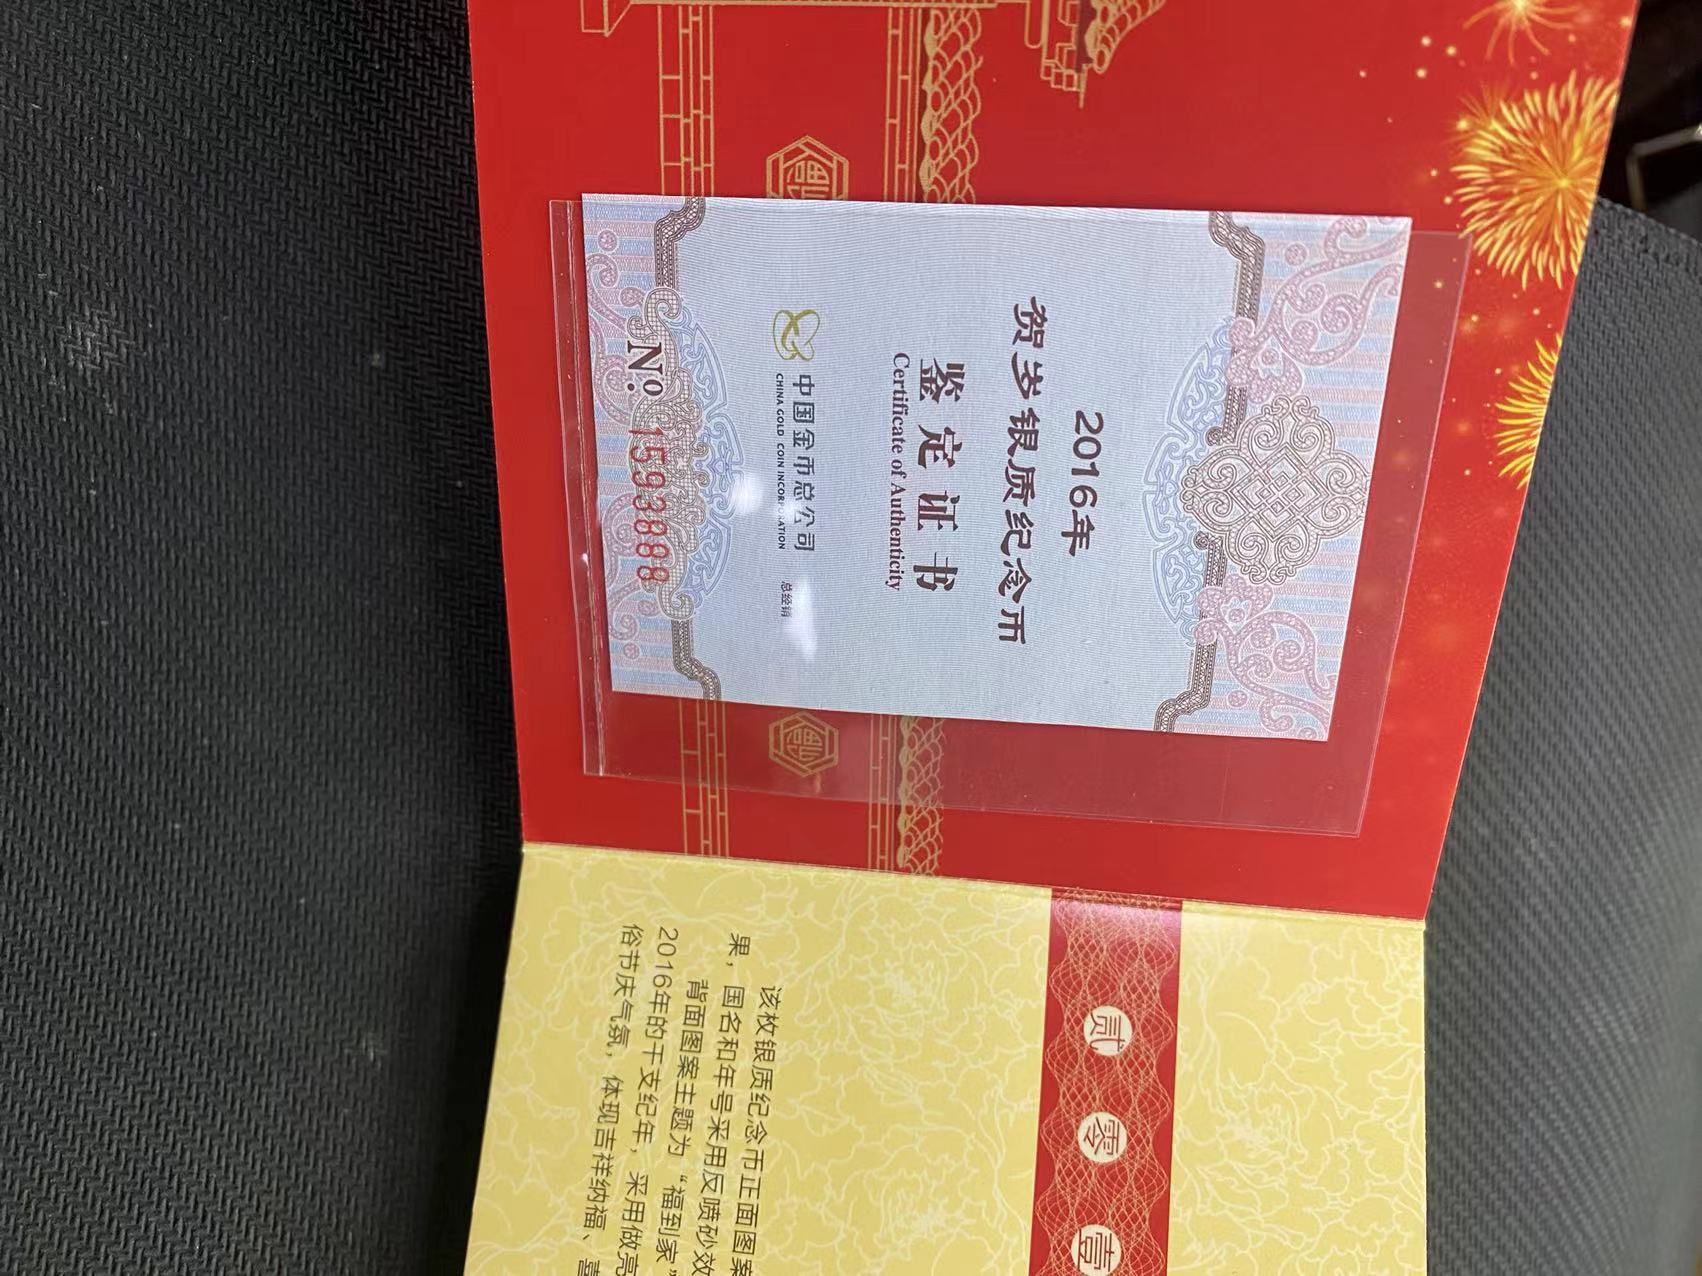 2016年
贺岁银质纪念币
鉴定证书
Certificate of Authenticity
中国金币总公司 总经销
CHINA GOLD COIN INCORPORATION
No. 1593888
福
福
贰零壹
该枚银质纪念币正面图案
果，国名和年号采用反喷砂效
背面图案主题为“福到家”
2016年的干支纪年，采用做亮
俗节庆气氛，体现吉祥纳福、喜